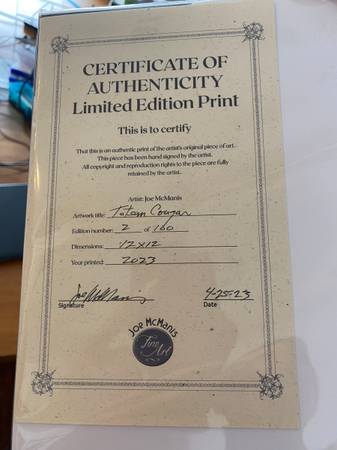 CERTIFICATE OF
AUTHENTICITY
Limited Edition Print
This is to certify
That this is an authentic print of the artist's original piece of art.
This piece has been hand signed by the artist.
All copyright and reproduction rights to the piece are fully
retained by the artist.
Artist: Joe McManis
Artwork title: Totem Cougar
Edition number: 2 of 160
Dimensions: 12x12
Year printed: 2023
Joe McManis 4-25-23
Signature Date
Joe McManis
Fine
Art